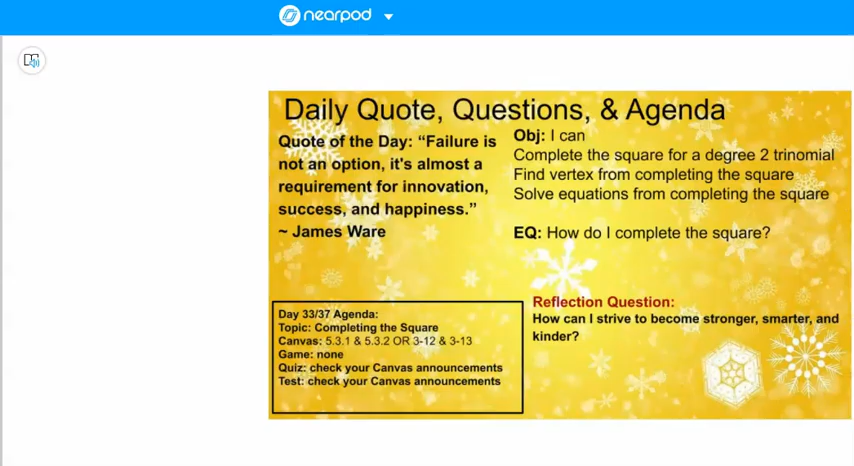 nearpod
Daily Quote, Questions, & Agenda
Quote of the Day: “Failure is
not an option, it's almost a
requirement for innovation,
success, and happiness.”
~ James Ware
Obj: I can
Complete the square for a degree 2 trinomial
Find vertex from completing the square
Solve equations from completing the square
EQ: How do I complete the square?
Day 33/37 Agenda:
Topic: Completing the Square
Canvas: 5.3.1 & 5.3.2 OR 3-12 & 3-13
Game: none
Quiz: check your Canvas announcements
Test: check your Canvas announcements
Reflection Question:
How can I strive to become stronger, smarter, and
kinder?